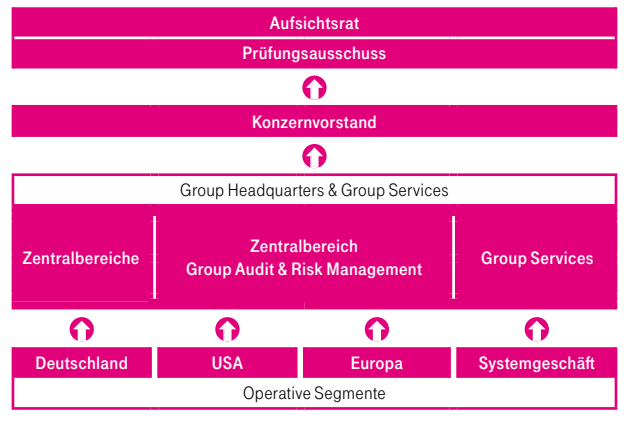 Aufsichtsrat
Prüfungsausschuss
Konzernvorstand
Group Headquarters & Group Services
Zentralbereiche
Zentralbereich
Group Audit & Risk Management
Group Services
Deutschland
USA
Europa
Systemgeschäft
Operative Segmente